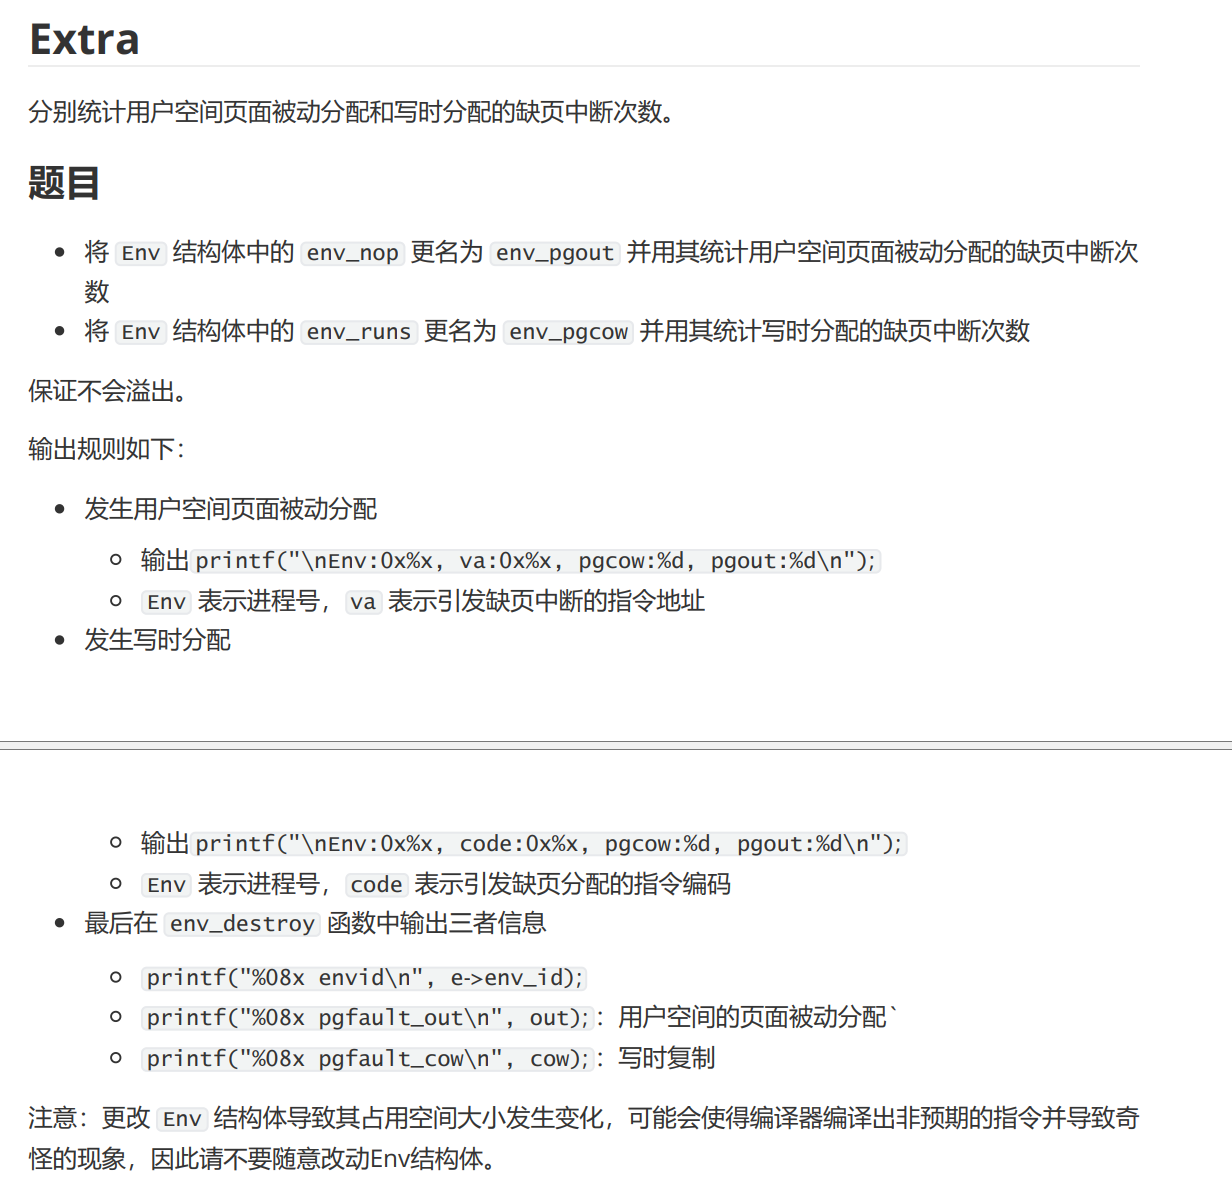 Extra
分别统计用户空间页面被动分配和写时分配的缺页中断次数。
题目
将 Env 结构体中的 env_nop 更名为 env_pgout 并用其统计用户空间页面被动分配的缺页中断次
数
将 Env 结构体中的 env_runs 更名为 env_pgcow 并用其统计写时分配的缺页中断次数
保证不会溢出。
输出规则如下：
发生用户空间页面被动分配
输出 printf("\nEnv:0x%x, va:0x%x, pgcow:%d, pgout:%d\n");
Env 表示进程号，va 表示引发缺页中断的指令地址
发生写时分配
输出 printf("\nEnv:0x%x, code:0x%x, pgcow:%d, pgout:%d\n");
Env 表示进程号，code 表示引发缺页分配的指令编码
最后在 env_destroy 函数中输出三者信息
printf("%08x envid\n", e->env_id);
printf("%08x pgfault_out\n", out);：用户空间的页面被动分配`
printf("%08x pgfault_cow\n", cow);：写时复制
注意：更改 Env 结构体导致其占用空间大小发生变化，可能会使得编译器编译出非预期的指令并导致奇
怪的现象，因此请不要随意改动Env结构体。